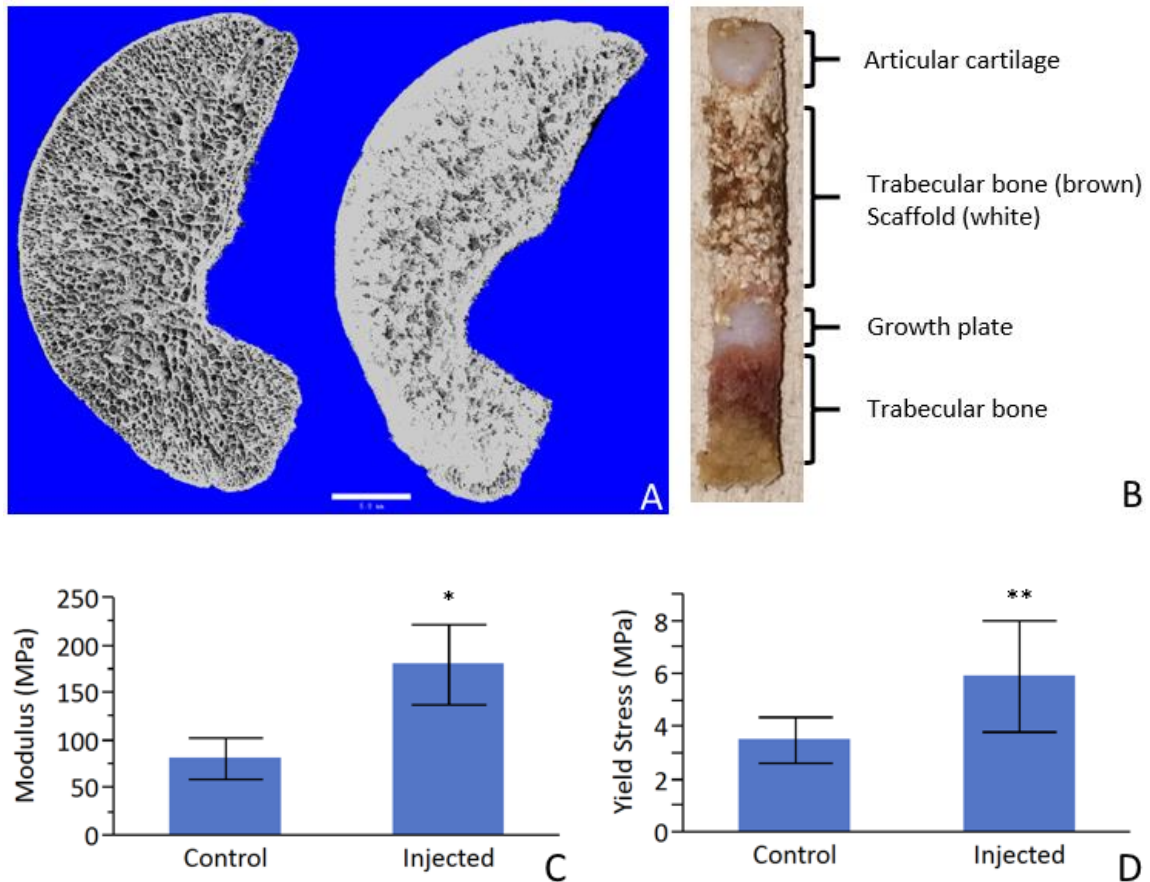 A
Articular cartilage
Trabecular bone (brown)
Scaffold (white)
Growth plate
Trabecular bone
B
Modulus (MPa)
250
200
150
100
50
0
*
Control
Injected
C
Yield Stress (MPa)
8
6
4
2
0
**
Control
Injected
D